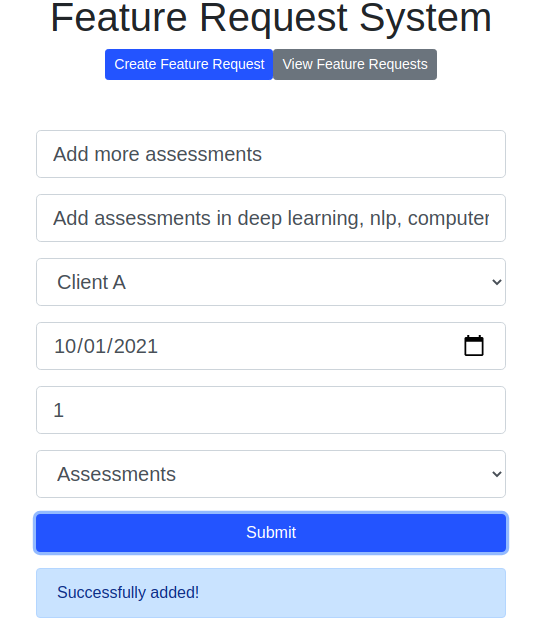 Feature Request System
Create Feature Request View Feature Requests
Add more assessments
Add assessments in deep learning, nlp, computer
Client A
10/01/2021
1
Assessments
Submit
Successfully added!